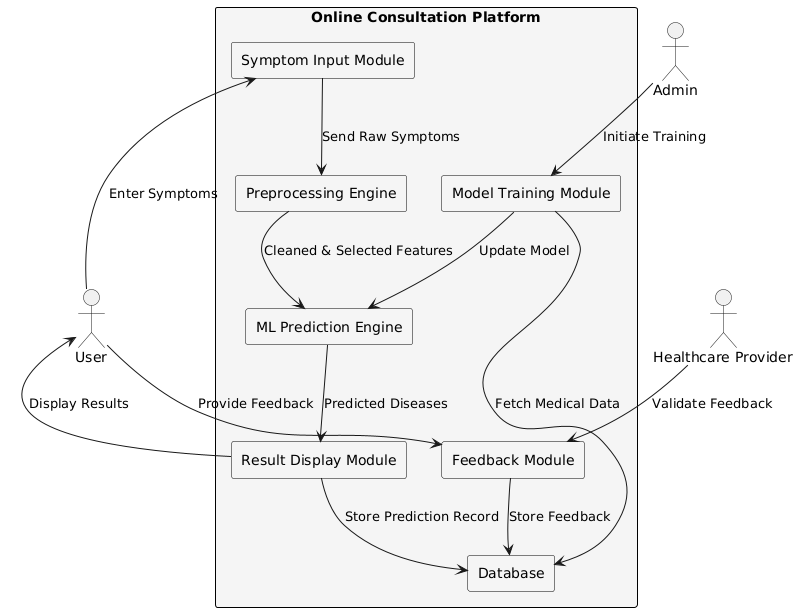 Online Consultation Platform
Symptom Input Module
Admin
Send Raw Symptoms
Initiate Training
Enter Symptoms
Preprocessing Engine
Model Training Module
Cleaned & Selected Features
Update Model
ML Prediction Engine
User
Healthcare Provider
Display Results
Provide Feedback
Predicted Diseases
Fetch Medical Data
Validate Feedback
Result Display Module
Feedback Module
Store Prediction Record
Store Feedback
Database